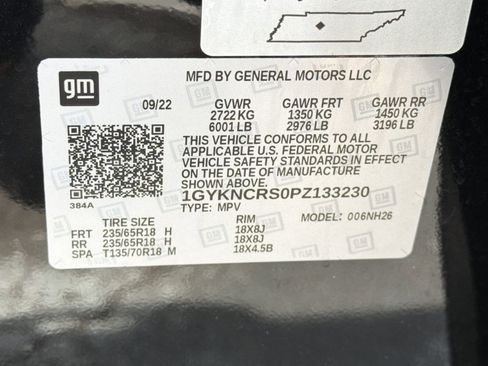 gm
MFD BY GENERAL MOTORS LLC
09/22 GVWR GAWR FRT GAWR RR
2722 KG 1350 KG 1450 KG
6001 LB 2976 LB 3196 LB
THIS VEHICLE CONFORMS TO ALL
APPLICABLE U.S. FEDERAL MOTOR
VEHICLE SAFETY STANDARDS IN EFFECT
ON THE DATE OF MANUFACTURE
SHOWN ABOVE.
1GYKNCRS0PZ133230
TYPE: MPV MODEL: 006NH26
384A
TIRE SIZE RIM
FRT 235/65R18 H 18X8J
RR 235/65R18 H 18X8J
SPA T135/70R18 M 18X4.5B